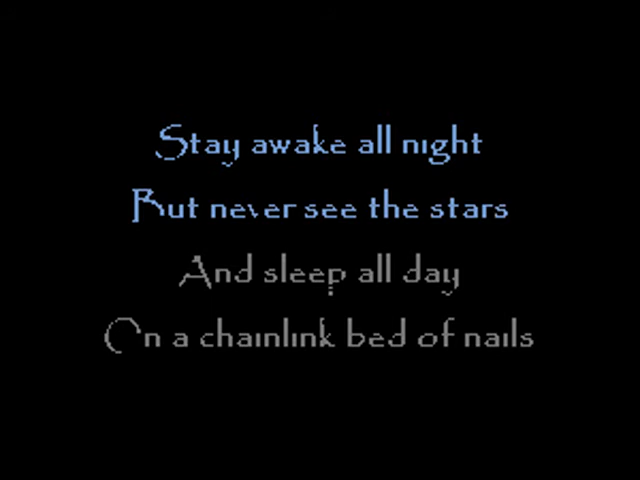 Stay awake all night
But never see the stars
And sleep all day
On a chainlink bed of nails